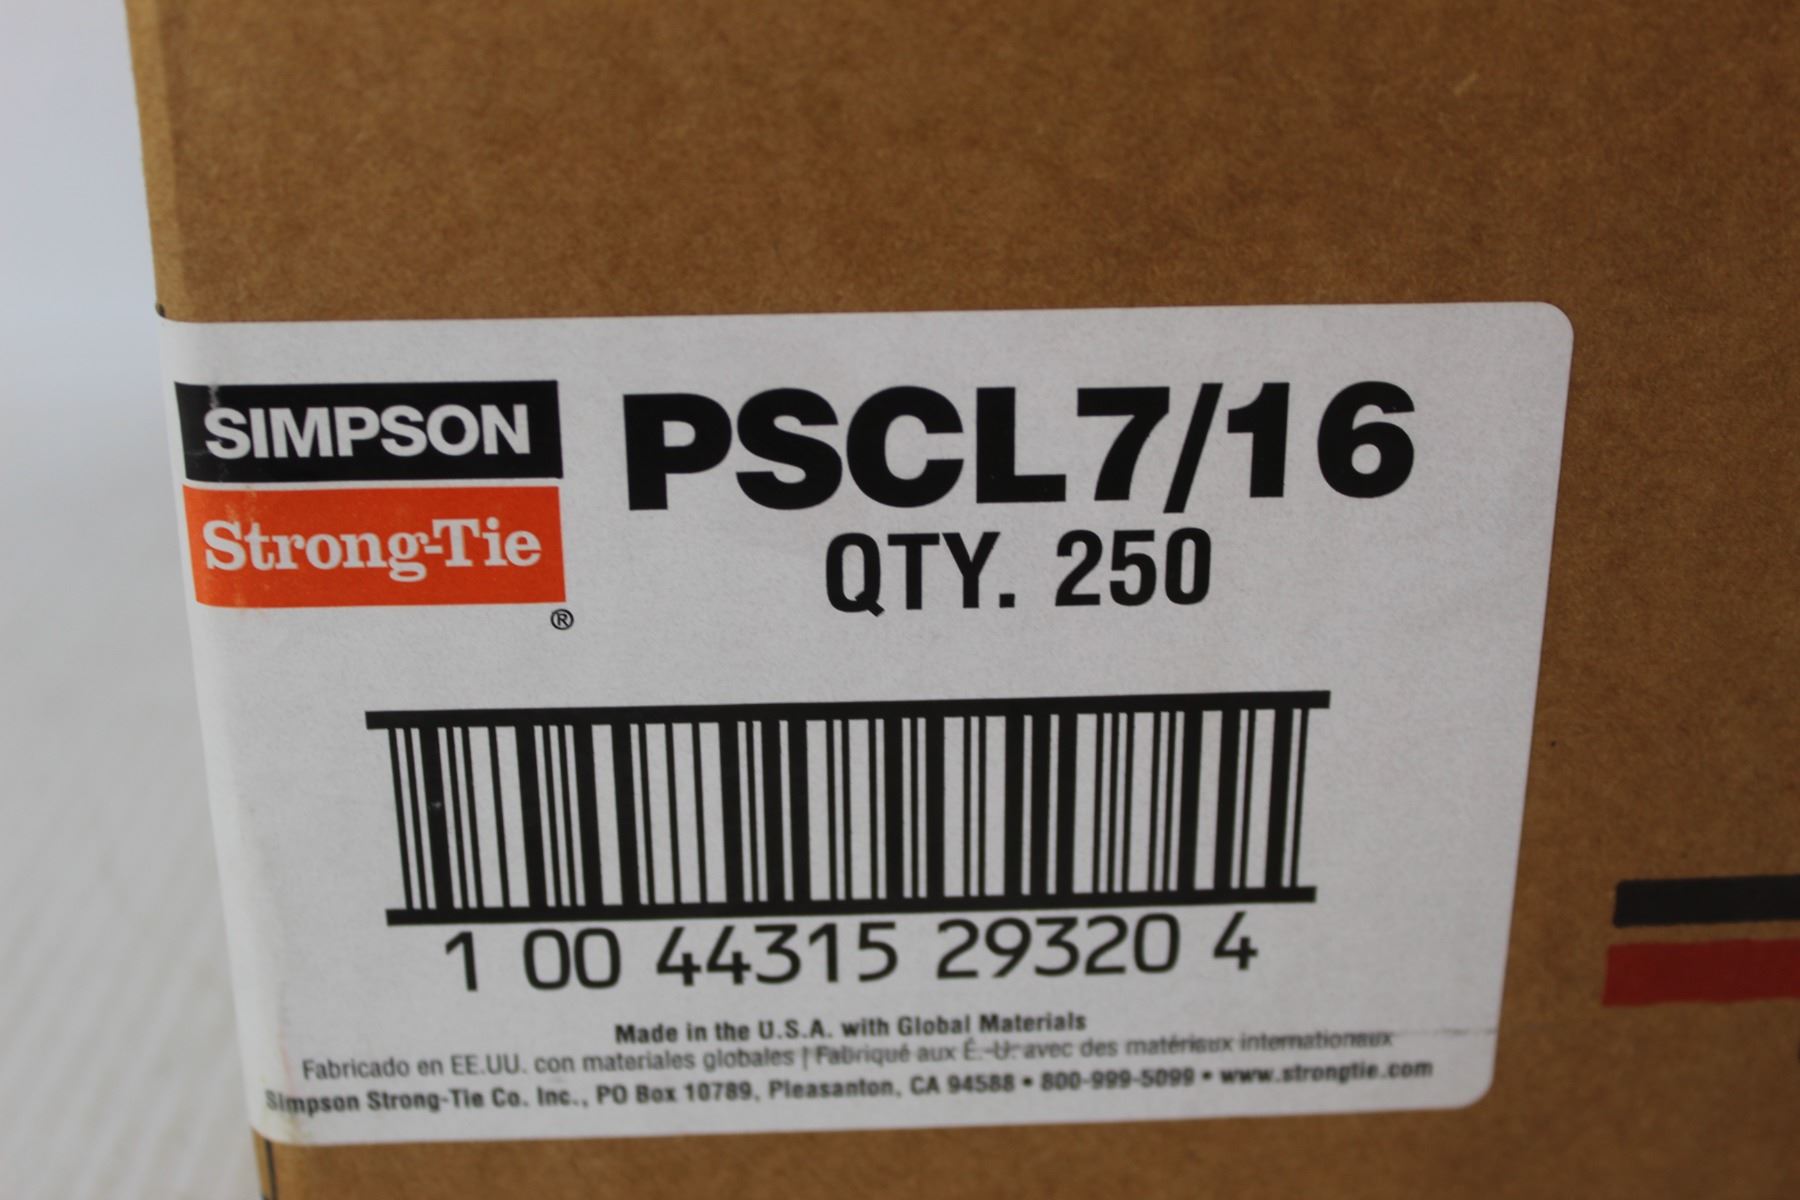 SIMPSON
Strong-Tie
®
PSCL7/16
QTY. 250
1 00 44315 29320 4
Made in the U.S.A. with Global Materials
Fabricado en EE.UU. con materiales globales | Fabriqué aux É.-U. avec des matériaux internationaux
Simpson Strong-Tie Co. Inc., PO Box 10789, Pleasanton, CA 94588 • 800-999-5099 • www.strongtie.com